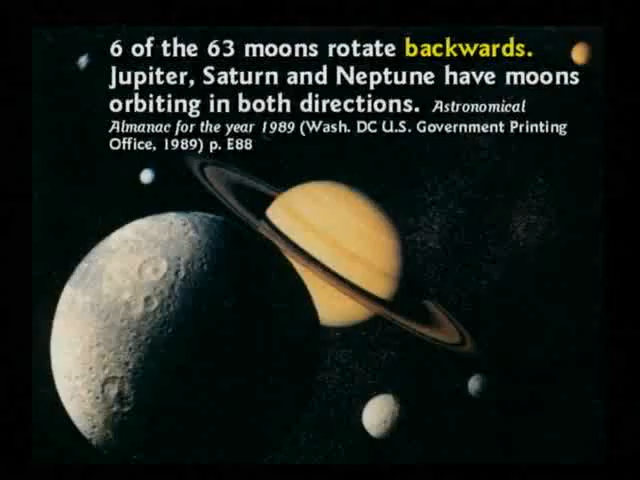 6 of the 63 moons rotate backwards.
Jupiter, Saturn and Neptune have moons
orbiting in both directions. Astronomical
Almanac for the year 1989 (Wash. DC U.S. Government Printing
Office, 1989) p. E88